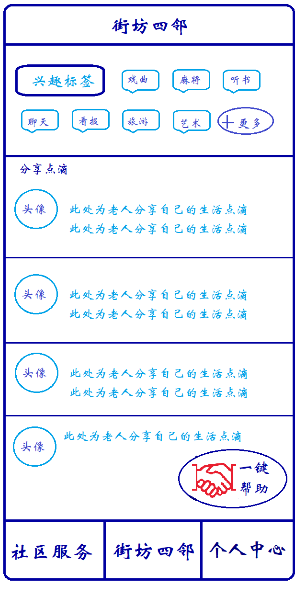 街坊四邻
兴趣标签
戏曲
麻将
听书
聊天
看报
旅游
艺术
十更多
分享点滴
头像
此处为老人分享自己的生活点滴
此处为老人分享自己的生活点滴
头像
此处为老人分享自己的生活点滴
此处为老人分享自己的生活点滴
头像
此处为老人分享自己的生活点滴
此处为老人分享自己的生活点滴
头像
此处为老人分享自己的生活点滴
一键
帮助
社区服务
街坊四邻
个人中心